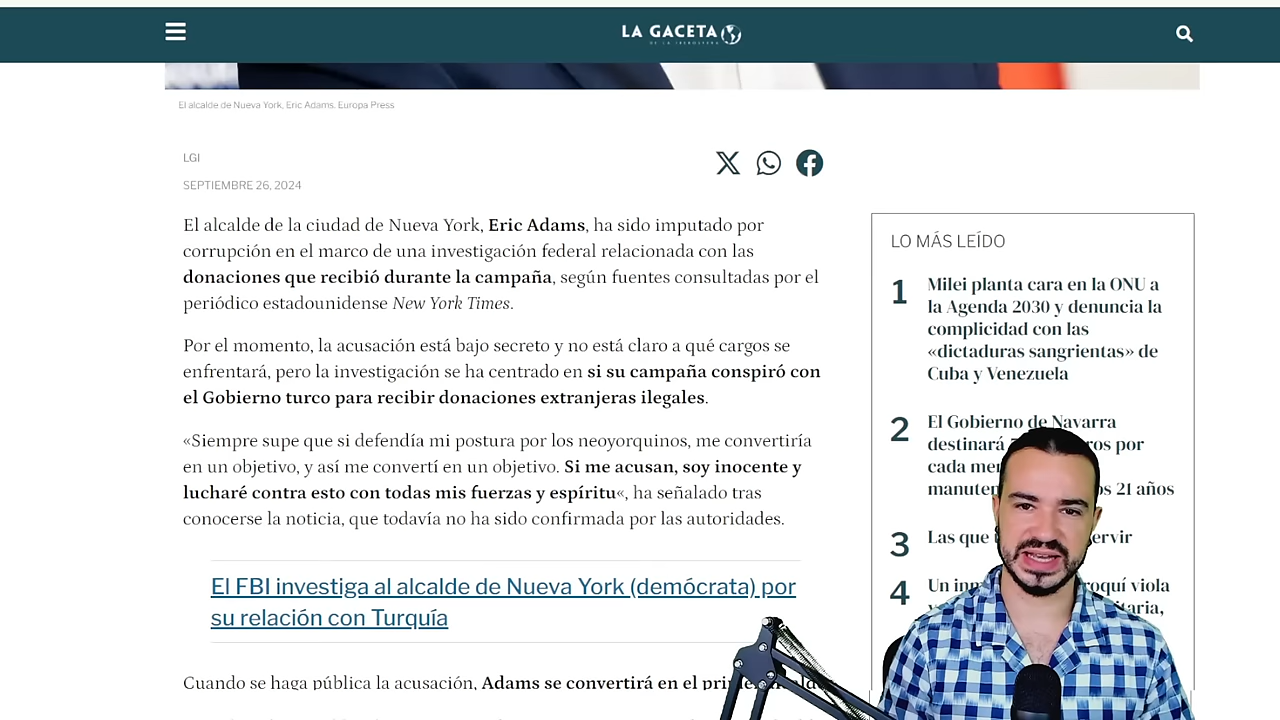 LA GACETA
DE LA IBEROSFERA
El alcalde de Nueva York, Eric Adams. Europa Press
LGI
SEPTIEMBRE 26, 2024
El alcalde de la ciudad de Nueva York, Eric Adams, ha sido imputado por
corrupción en el marco de una investigación federal relacionada con las
donaciones que recibió durante la campaña, según fuentes consultadas por el
periódico estadounidense New York Times.
Por el momento, la acusación está bajo secreto y no está claro a qué cargos se
enfrentará, pero la investigación se ha centrado en si su campaña conspiró con
el Gobierno turco para recibir donaciones extranjeras ilegales.
«Siempre supe que si defendía mi postura por los neoyorquinos, me convertiría
en un objetivo, y así me convertí en un objetivo. Si me acusan, soy inocente y
lucharé contra esto con todas mis fuerzas y espíritu«, ha señalado tras
conocerse la noticia, que todavía no ha sido confirmada por las autoridades.
El FBI investiga al alcalde de Nueva York (demócrata) por
su relación con Turquía
Cuando se haga pública la acusación, Adams se convertirá en el
LO MÁS LEÍDO
1 Milei planta cara en la ONU a
la Agenda 2030 y denuncia la
complicidad con las
«dictaduras sangrientas» de
Cuba y Venezuela
2 El Gobierno de Navarra
destinará por
cada
21 años
3 Las que
4 Un viola